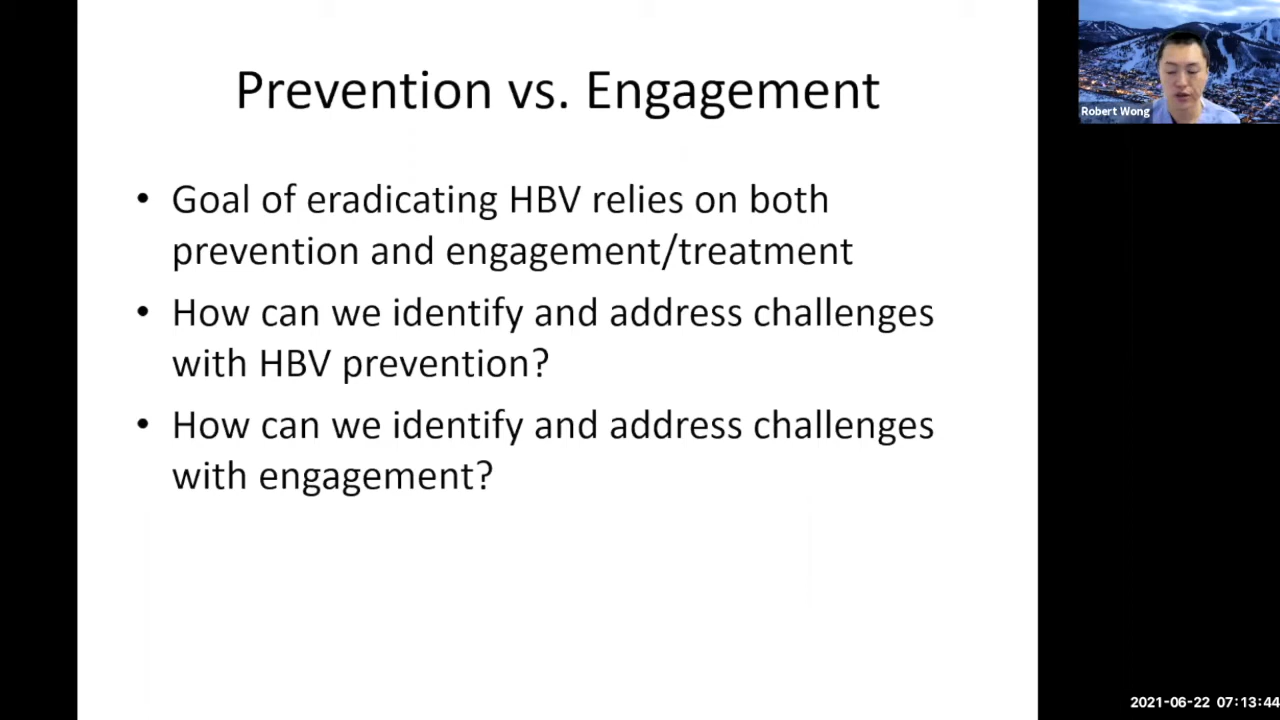 Prevention vs. Engagement
• Goal of eradicating HBV relies on both
prevention and engagement/treatment
• How can we identify and address challenges
with HBV prevention?
• How can we identify and address challenges
with engagement?
Robert Wong
2021-06-22 07:13:44